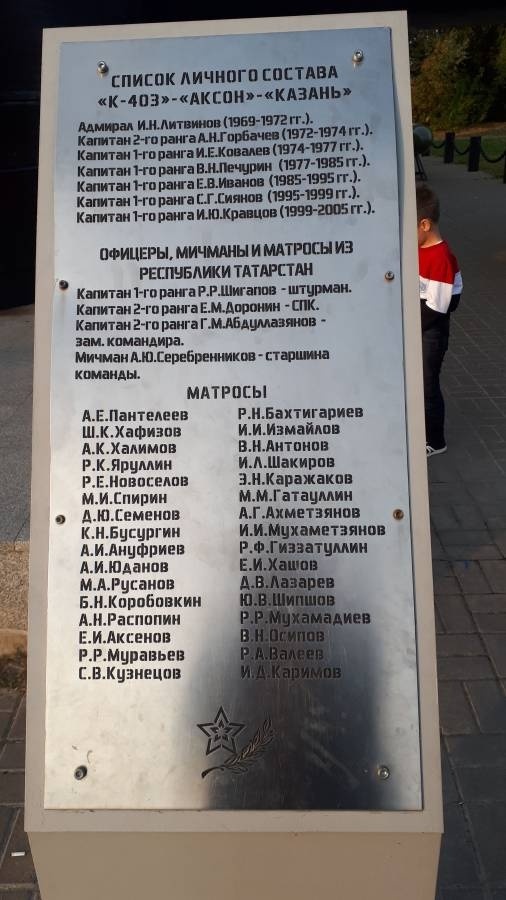 СПИСОК ЛИЧНОГО СОСТАВА
«К-403»-«АКСОН»-«КАЗАНЬ»
Адмирал И.Н.Литвинов (1969-1972 гг.).
Капитан 2-го ранга А.Н.Горбачев (1972-1974 гг.).
Капитан 1-го ранга И.Е.Ковалев (1974-1977 гг.).
Капитан 1-го ранга В.Н.Печурин (1977-1985 гг.).
Капитан 1-го ранга Е.В.Иванов (1985-1995 гг.).
Капитан 1-го ранга С.Г.Сиянов (1995-1999 гг.).
Капитан 1-го ранга И.Ю.Кравцов (1999-2005 гг.).
ОФИЦЕРЫ, МИЧМАНЫ И МАТРОСЫ ИЗ
РЕСПУБЛИКИ ТАТАРСТАН
Капитан 1-го ранга Р.Р.Шигапов - штурман.
Капитан 2-го ранга Е.М.Доронин - СПК.
Капитан 2-го ранга Г.М.Абдуллазянов -
зам. командира.
Мичман А.Ю.Серебренников - старшина
команды.
МАТРОСЫ
А.Е.Пантелеев
Ш.К.Хафизов
А.К.Халимов
Р.К.Яруллин
Р.Е.Новоселов
М.И.Спирин
Д.Ю.Семенов
К.Н.Бусургин
А.И.Ануфриев
А.И.Юданов
М.А.Русанов
Б.Н.Коробовкин
А.Н.Распопин
Е.И.Аксенов
Р.Р.Муравьев
С.В.Кузнецов
Р.Н.Бахтигариев
И.И.Измайлов
В.Н.Антонов
И.Л.Шакиров
Э.Н.Каражаков
М.М.Гатауллин
А.Г.Ахметзянов
И.И.Мухаметзянов
Р.Ф.Гиззатуллин
Е.И.Хашов
Д.В.Лазарев
Ю.В.Шипшов
Р.Р.Мухамадиев
В.Н.Осипов
Р.А.Валеев
И.Д.Каримов